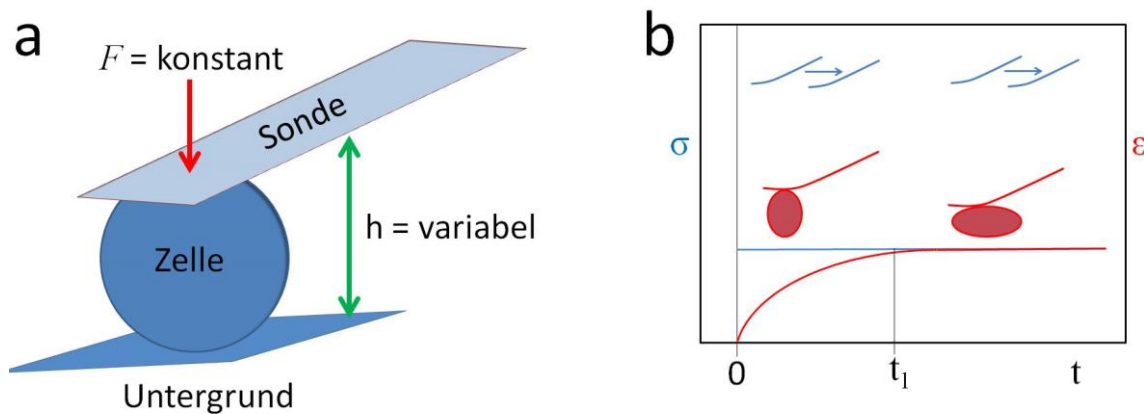 a
F = konstant
Sonde
h = variabel
Zelle
Untergrund
b
σ
ε
0
t1
t